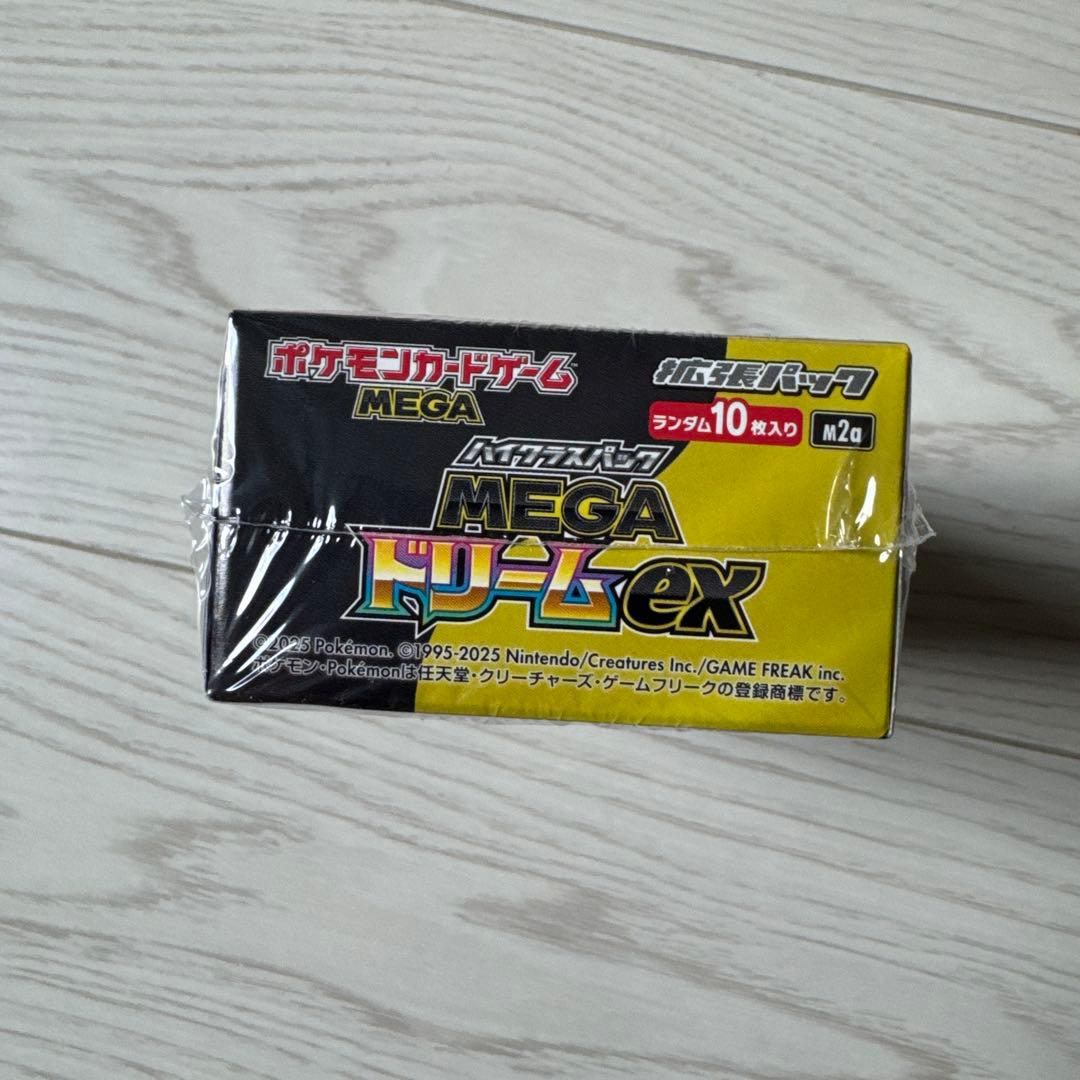 ポケモンカードゲーム
MEGA
拡張パック
ランダム10枚入り
M2a
ハイクラスパック
MEGA
ドリームex
©2025 Pokémon. ©1995-2025 Nintendo/Creatures Inc./GAME FREAK inc.
ポケモン・Pokémonは任天堂・クリーチャーズ・ゲームフリークの登録商標です。